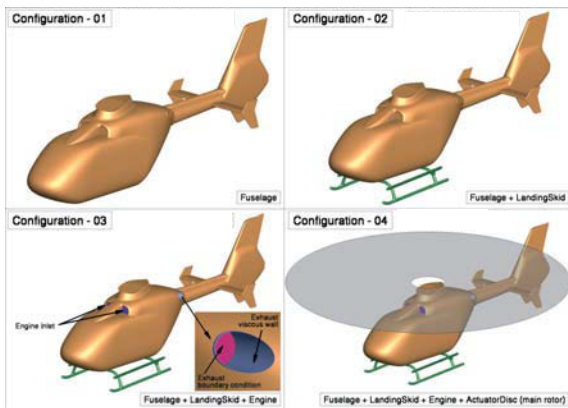 Configuration - 01
Fuselage
Configuration - 02
Fuselage + LandingSkid
Configuration - 03
Engine Inlet
Exhaust
viscous wall
Exhaust
boundary condition
Fuselage + LandingSkid + Engine
Configuration - 04
Fuselage + LandingSkid + Engine + ActuatorDisc (main rotor)